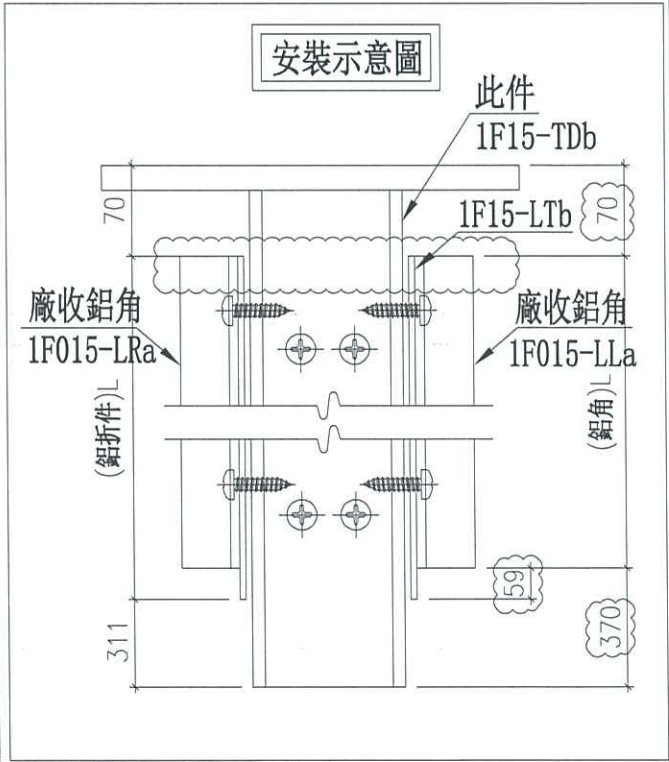 安裝示意圖
此件
1F15-TDb
1F15-LTb
70
70
廠收鋁角
1F015-LRa
廠收鋁角
1F015-LLa
(鋁折件)L
(鋁角)L
59
311
370